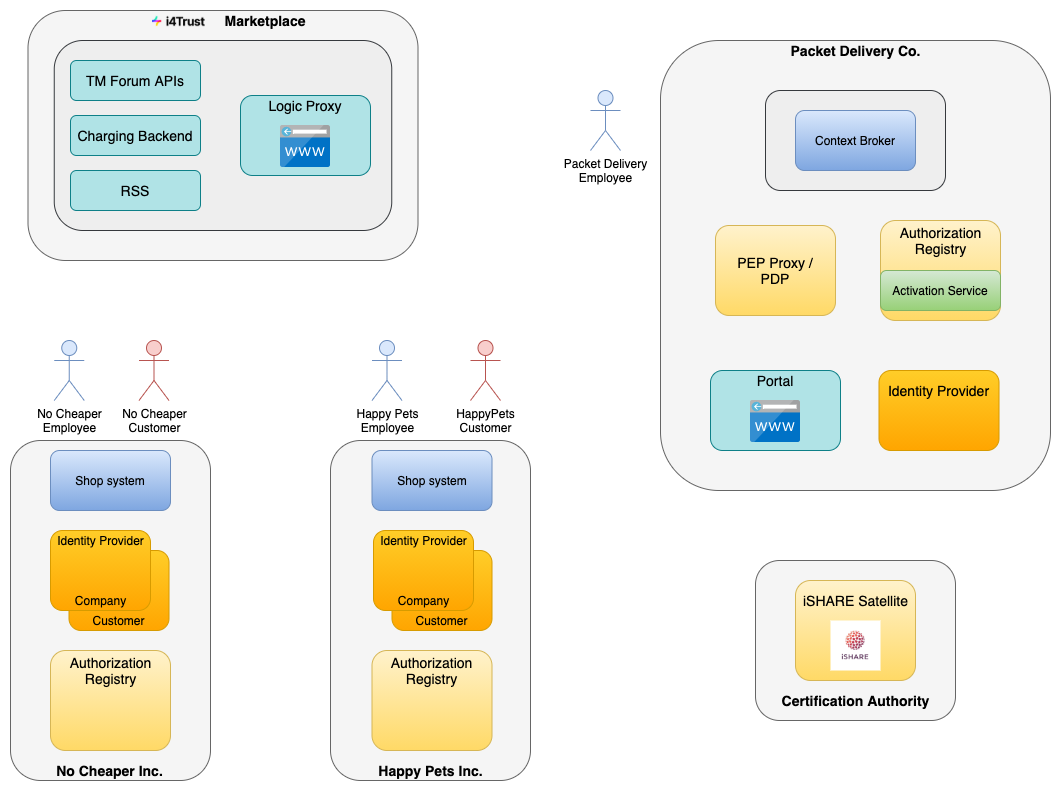 i4Trust Marketplace
TM Forum APIs
Charging Backend
RSS
Logic Proxy
WWW
Packet Delivery
Employee
Packet Delivery Co.
Context Broker
PEP Proxy /
PDP
Authorization
Registry
Activation Service
Portal
WWW
Identity Provider
No Cheaper
Employee
No Cheaper
Customer
Shop system
Identity Provider
Company
Customer
Authorization
Registry
No Cheaper Inc.
Happy Pets
Employee
HappyPets
Customer
Shop system
Identity Provider
Company
Customer
Authorization
Registry
Happy Pets Inc.
iSHARE Satellite
iSHARE
Certification Authority